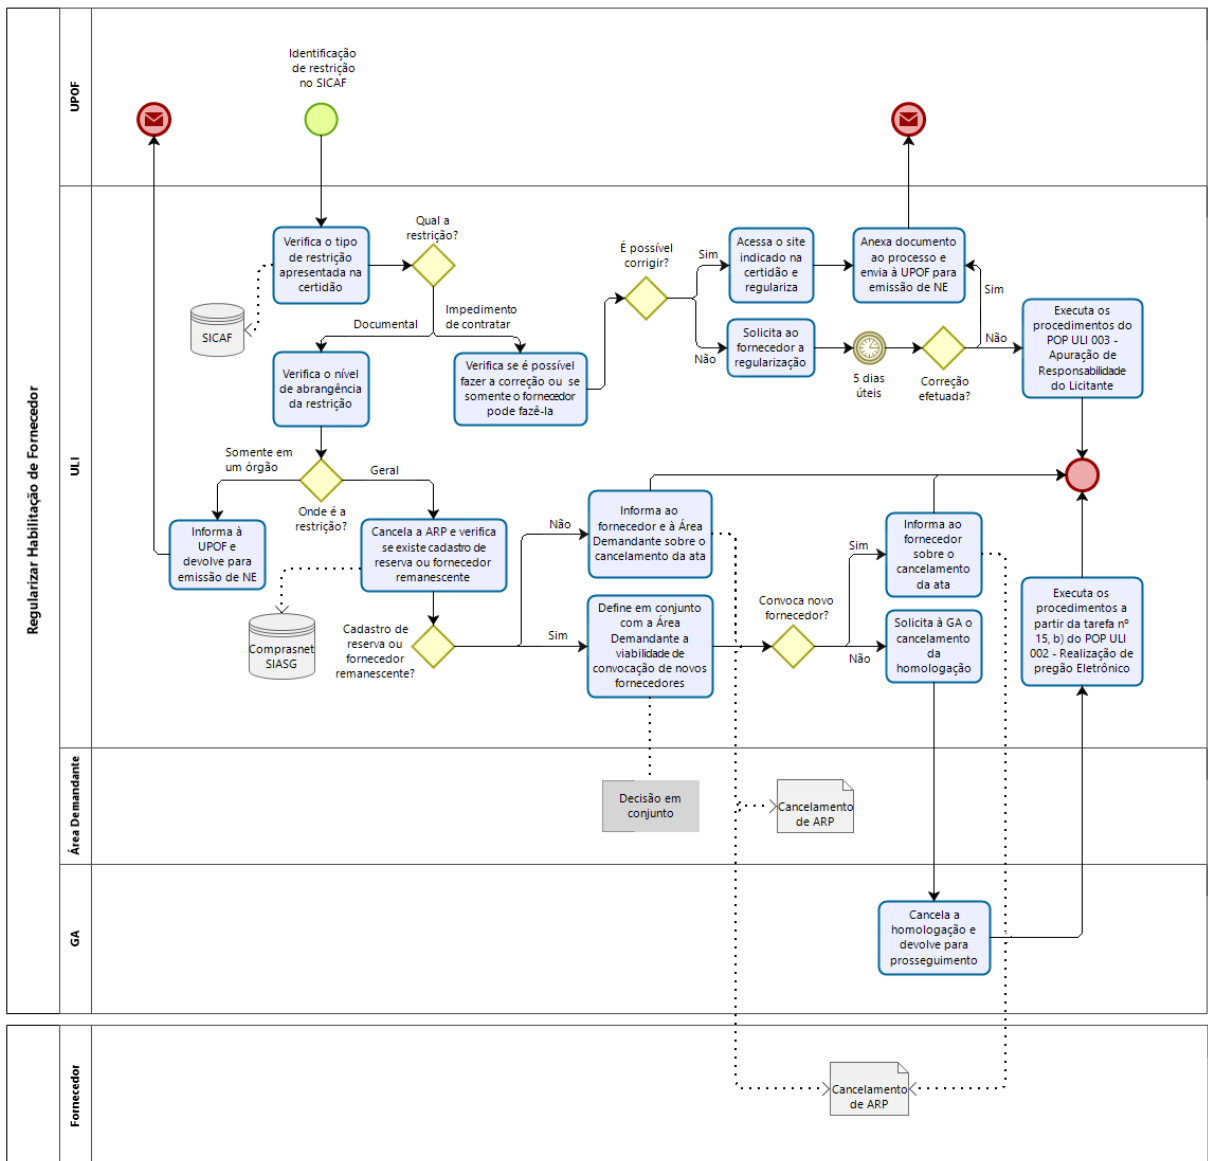 Regularizar Habilitação de Fornecedor
UPOF
Identificação
de restrição
no SICAF
ULI
Verifica o tipo
de restrição
apresentada na
certidão
Qual a
restrição?
SICAF
Documental
Impedimento
de contratar
Verifica o nível
de abrangência
da restrição
Verifica se é possível
fazer a correção ou se
somente o fornecedor
pode fazê-la
É possível
corrigir?
Sim
Não
Acessa o site
indicado na
certidão e
regulariza
Anexa documento
ao processo e
envia à UPOF para
emissão de NE
Solicita ao
fornecedor a
regularização
5 dias
úteis
Correção
efetuada?
Sim
Não
Executa os
procedimentos do
POP ULI 003 -
Apuração de
Responsabilidade
do Licitante
Somente em
um órgão
Geral
Onde é a
restrição?
Informa à
UPOF e
devolve para
emissão de NE
Cancela a ARP e verifica
se existe cadastro de
reserva ou fornecedor
remanescente
Comprasnet
SIASG
Cadastro de
reserva ou
fornecedor
remanescente?
Não
Sim
Informa ao
fornecedor e à Área
Demandante sobre o
cancelamento da ata
Define em conjunto
com a Área
Demandante a
viabilidade de
convocação de novos
fornecedores
Convoca novo
fornecedor?
Sim
Não
Informa ao
fornecedor
sobre o
cancelamento
da ata
Solicita à GA o
cancelamento
da
homologação
Executa os
procedimentos a
partir da tarefa nº
15, b) do POP ULI
002 - Realização de
pregão Eletrônico
Área Demandante
Decisão em
conjunto
Cancelamento
de ARP
GA
Cancela a
homologação e
devolve para
prosseguimento
Fornecedor
Cancelamento
de ARP